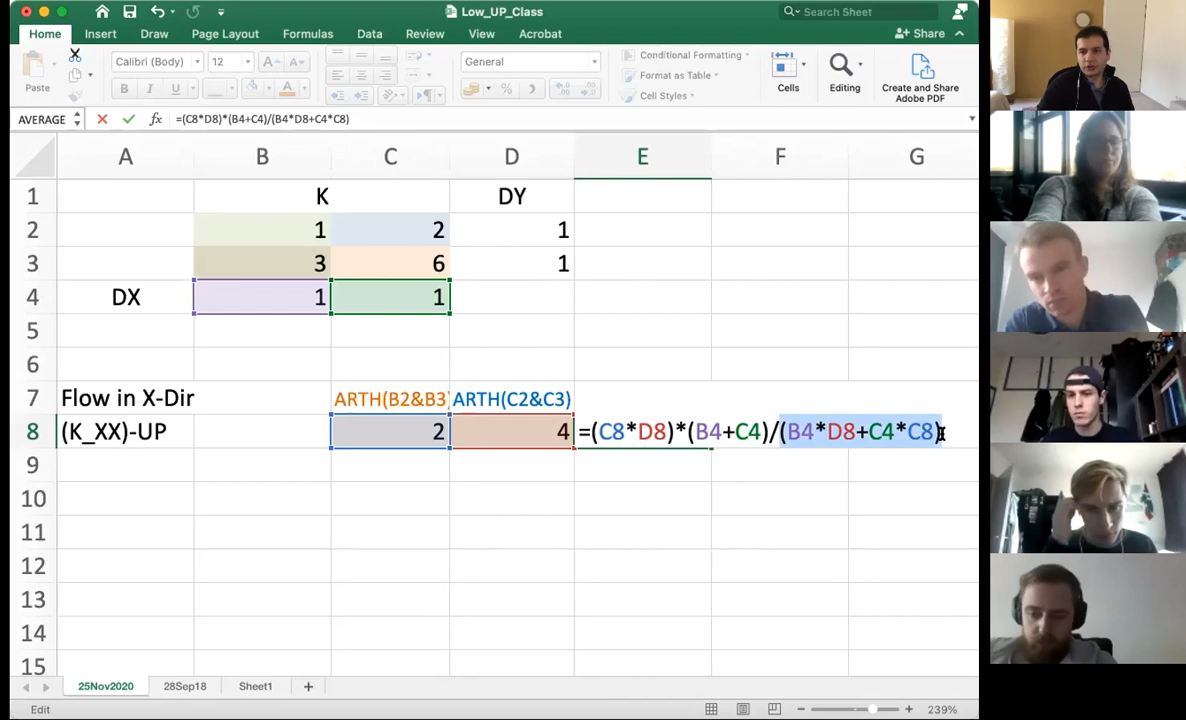 Low_UP_Class
Search Sheet
Home Insert Draw Page Layout Formulas Data Review View Acrobat Share
Paste Calibri (Body) 12 A A General Conditional Formatting Format as Table Cell Styles Cells Editing Create and Share Adobe PDF
B I U A %
AVERAGE fx =(C8*D8)*(B4+C4)/(B4*D8+C4*C8)
A B C D E F G
1 K DY
2 1 2 1
3 3 6 1
4 DX 1 1
5
6
7 Flow in X-Dir ARTH(B2&B3) ARTH(C2&C3)
8 (K_XX)-UP 2 4 =(C8*D8)*(B4+C4)/(B4*D8+C4*C8)
9
10
11
12
13
14
15
25Nov2020 28Sep18 Sheet1
Edit 239%